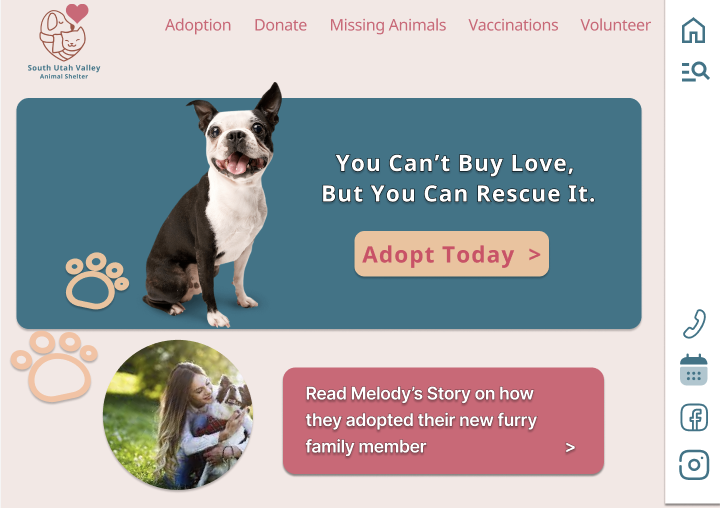 Adoption Donate Missing Animals Vaccinations Volunteer
South Utah Valley
Animal Shelter
You Can't Buy Love,
But You Can Rescue It.
Adopt Today >
Read Melody's Story on how
they adopted their new furry
family member >